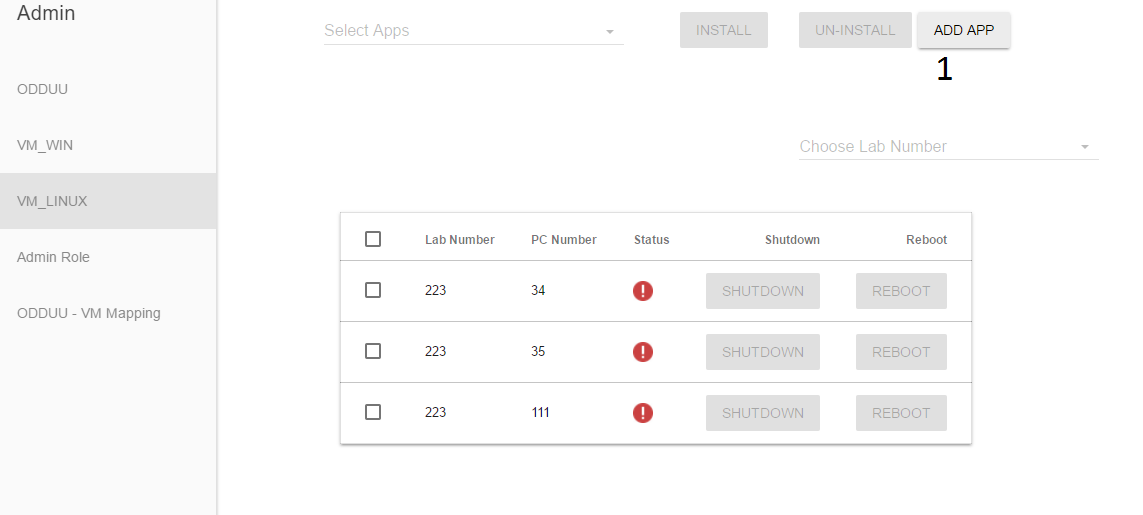 Admin
Select Apps
INSTALL
UN-INSTALL
ADD APP
1
ODDUU
VM_WIN
Choose Lab Number
VM_LINUX
Admin Role
ODDUU - VM Mapping
Lab Number PC Number Status Shutdown Reboot
223 34 SHUTDOWN REBOOT
223 35 SHUTDOWN REBOOT
223 111 SHUTDOWN REBOOT